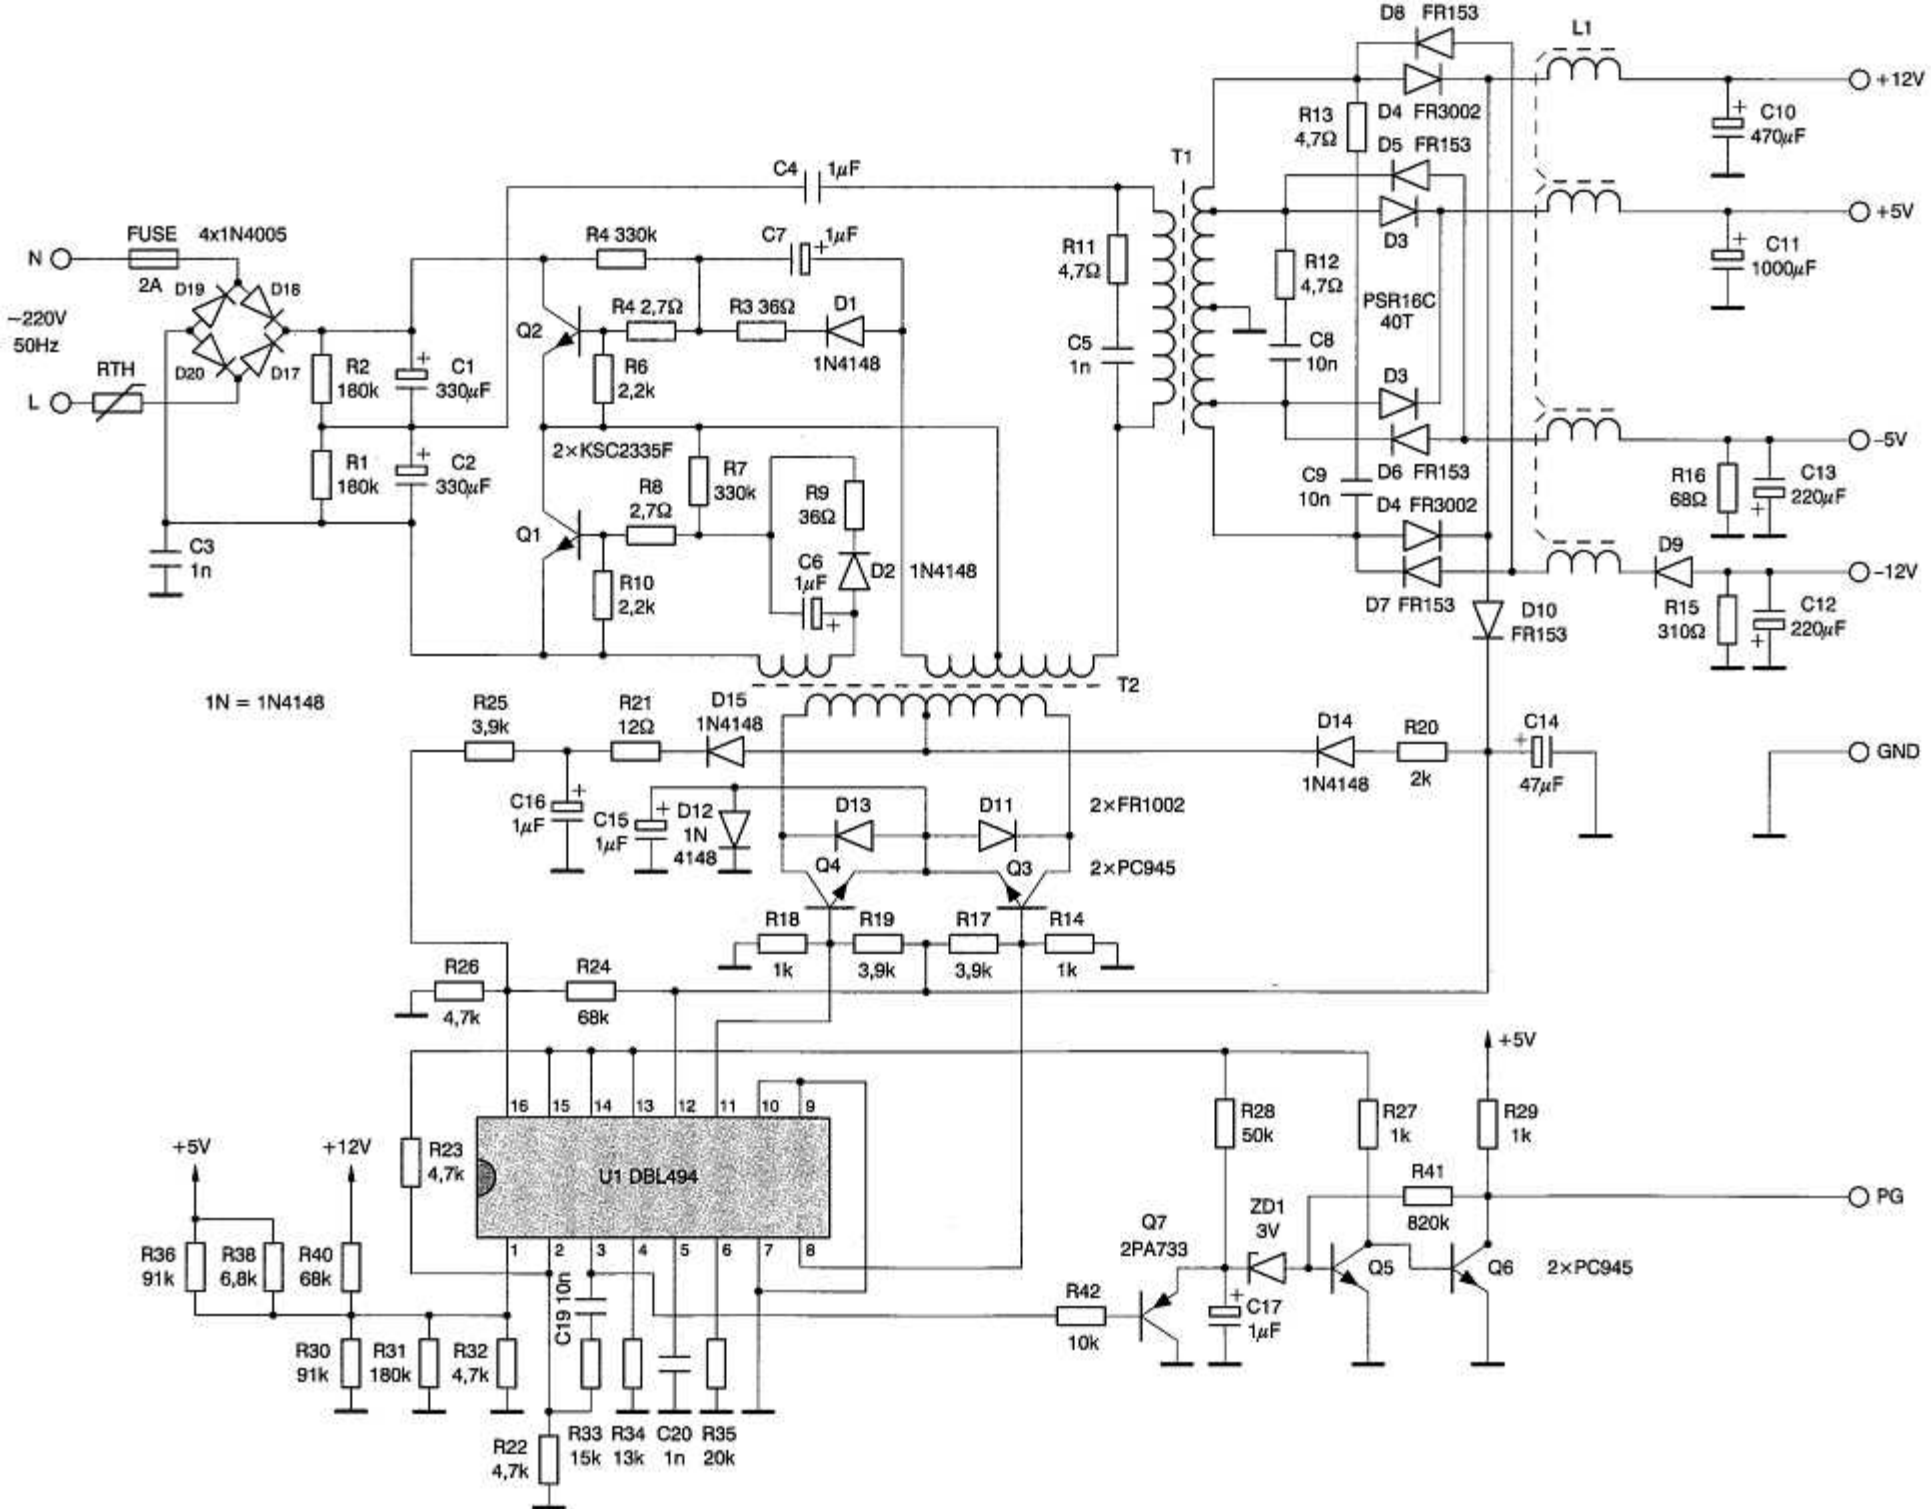 D8 FR153
L1
+12V
R13
4,7Ω
D4 FR3002
C10
470µF
D5 FR153
T1
C4 1µF
+5V
D3
C11
1000µF
FUSE 4x1N4005
N
2A
D19
D18
R4 330k
C7 1µF
R11
4,7Ω
R12
4,7Ω
PSR16C
40T
~220V
50Hz
Q2
R4 2,7Ω
R3 36Ω
D1
1N4148
C5
1n
C8
10n
RTH
D20
D17
R2
180k
C1
330µF
R6
2,2k
D3
L
2×KSC2335F
-5V
R1
180k
C2
330µF
R8
2,7Ω
R7
330k
R9
36Ω
C9
10n
D6 FR153
D4 FR3002
R16
68Ω
C13
220µF
Q1
C3
1n
R10
2,2k
C6
1µF
D2 1N4148
D9
-12V
D7 FR153
D10
FR153
R15
310Ω
C12
220µF
T2
1N = 1N4148
R25
3,9k
R21
12Ω
D15
1N4148
D14
1N4148
R20
2k
C14
47µF
GND
C16
1µF
C15
1µF
D12
1N
4148
D13
D11
2×FR1002
Q4
Q3
2×PC945
R18
1k
R19
3,9k
R17
3,9k
R14
1k
R26
4,7k
R24
68k
+5V
16 15 14 13 12 11 10 9
R28
50k
R27
1k
R29
1k
+5V
+12V
R23
4,7k
U1 DBL494
R41
820k
PG
ZD1
3V
Q7
2PA733
1 2 3 4 5 6 7 8
R36
91k
R38
6,8k
R40
68k
Q5
Q6
2×PC945
C19 10n
R42
10k
C17
1µF
R30
91k
R31
180k
R32
4,7k
R22
4,7k
R33
15k
R34
13k
C20
1n
R35
20k